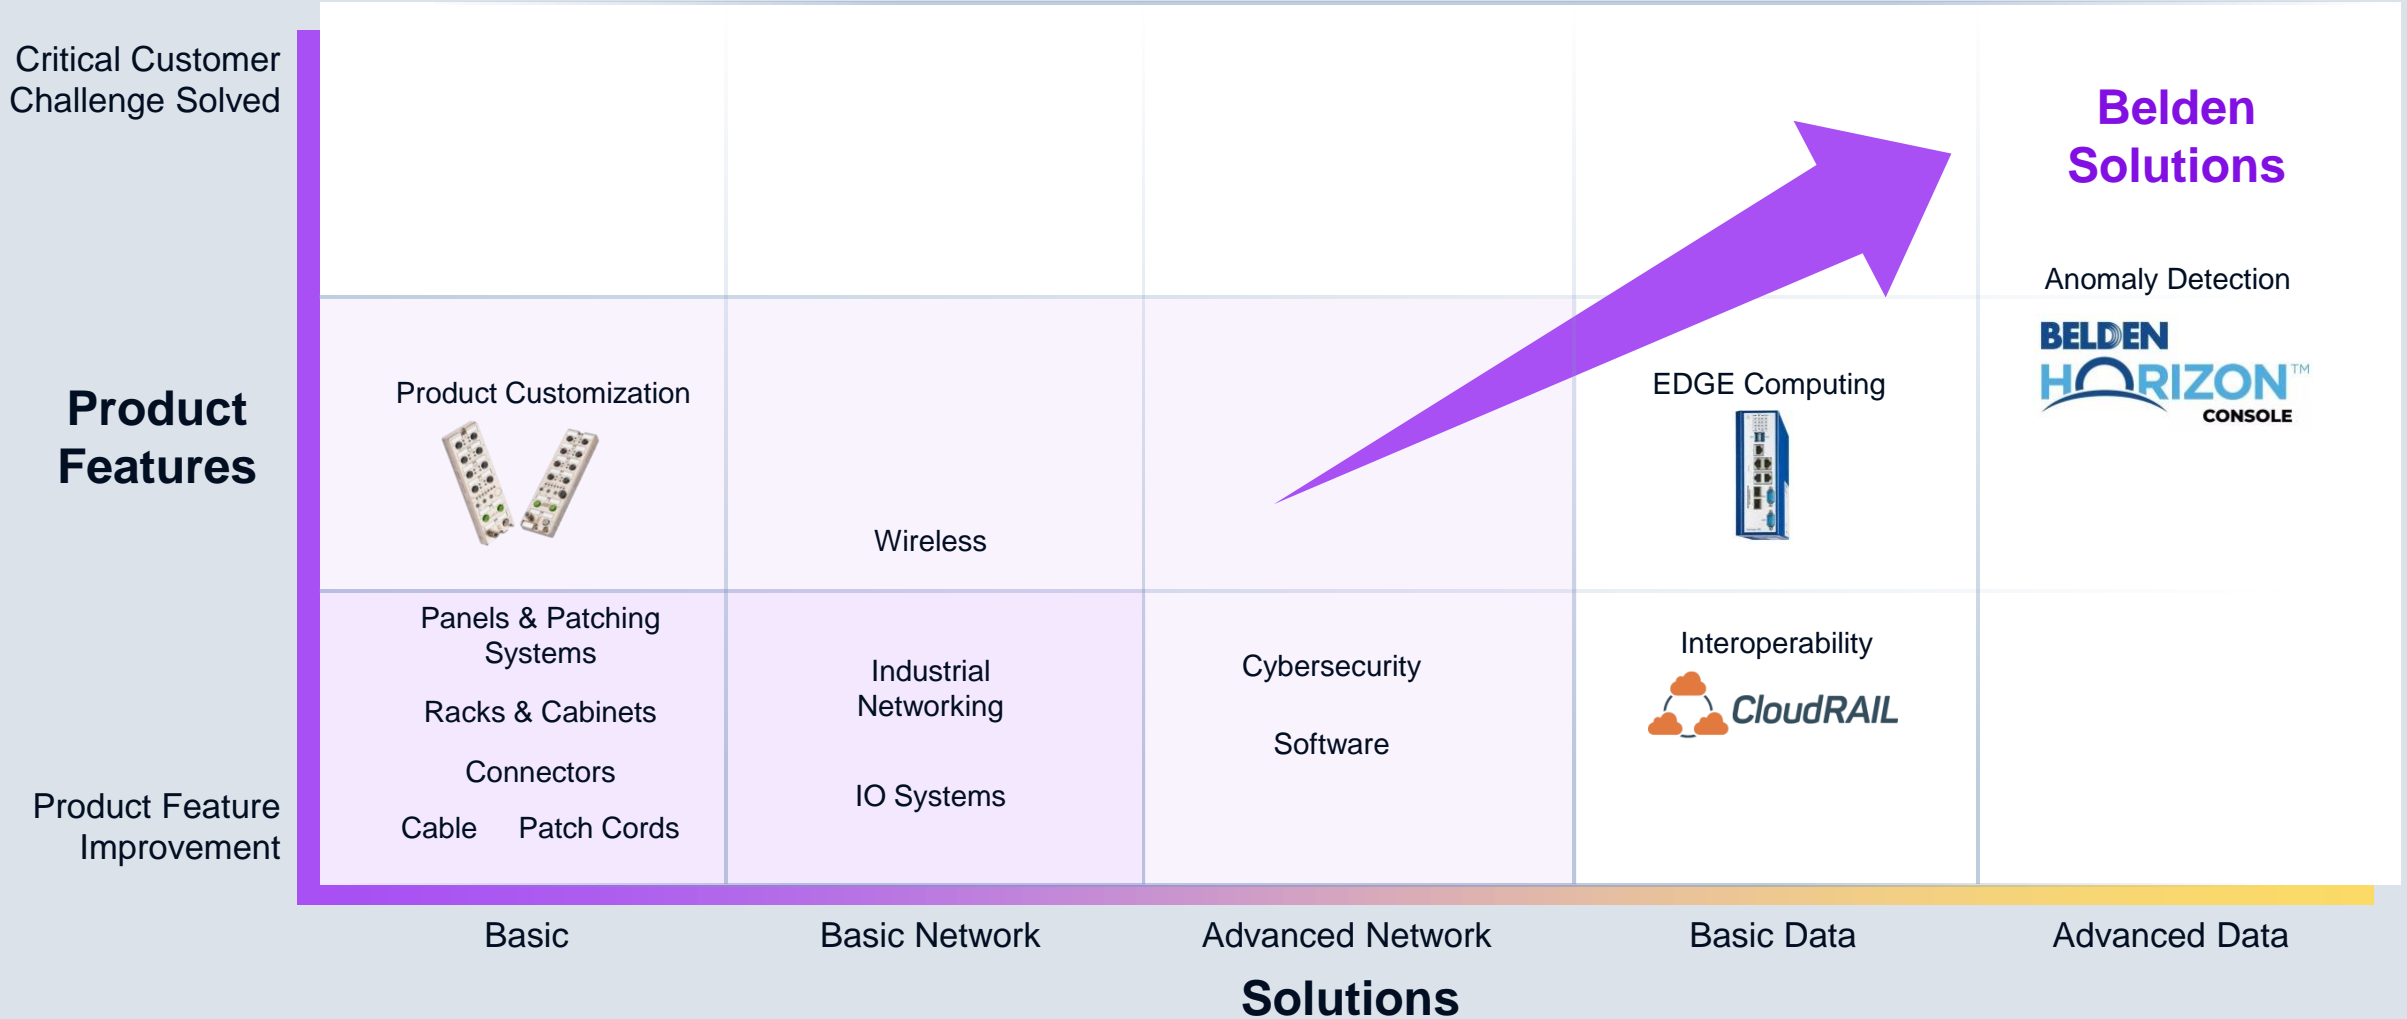 Critical Customer
Challenge Solved
Belden
Solutions
Anomaly Detection
BELDEN
HORIZON™
CONSOLE
Product
Features
Product Customization
EDGE Computing
Wireless
Panels & Patching
Systems
Racks & Cabinets
Connectors
Cable Patch Cords
Industrial
Networking
IO Systems
Cybersecurity
Software
Interoperability
CloudRAIL
Product Feature
Improvement
Basic
Basic Network
Advanced Network
Basic Data
Advanced Data
Solutions